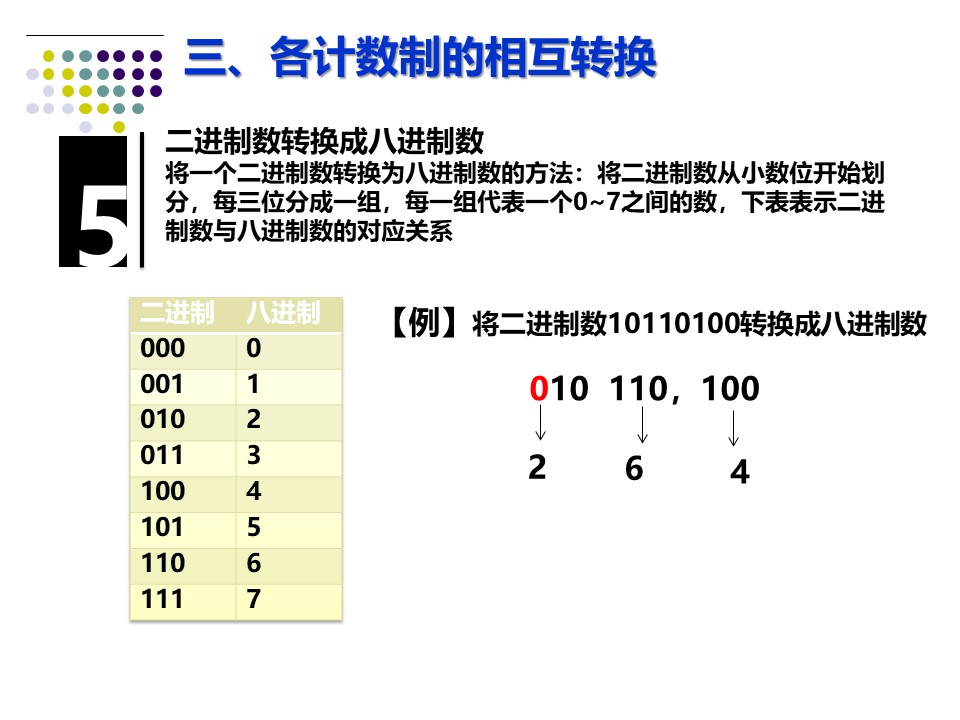 三、各计数制的相互转换
5
二进制数转换成八进制数
将一个二进制数转换为八进制数的方法：将二进制数从小数位开始划
分，每三位分成一组，每一组代表一个0~7之间的数，下表表示二进
制数与八进制数的对应关系
二进制 八进制
000 0
001 1
010 2
011 3
100 4
101 5
110 6
111 7
【例】将二进制数10110100转换成八进制数
010 110，100
2 6 4